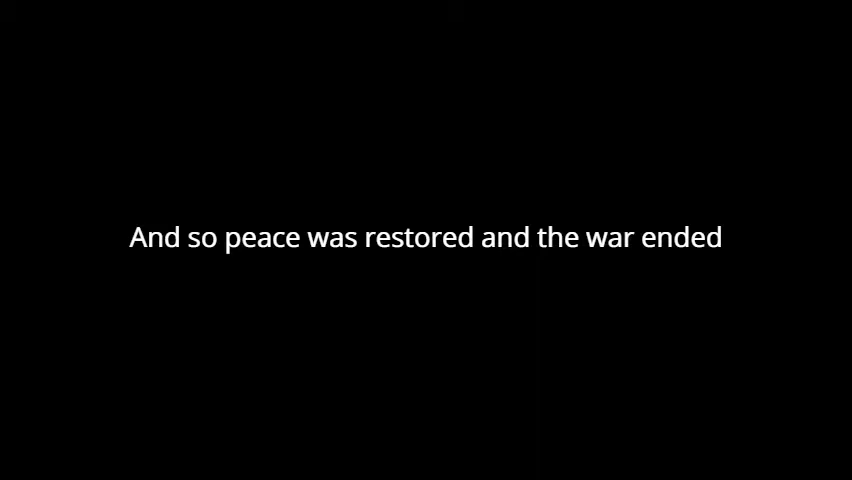 And so peace was restored and the war ended